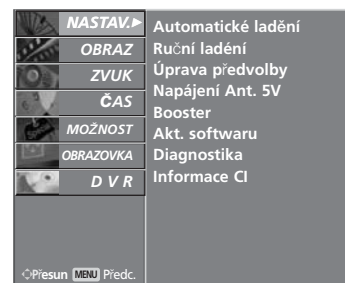 NASTAV.
OBRAZ
ZVUK
ČAS
MOŽNOST
OBRAZOVKA
D V R
Automatické ladění
Ruční ladéní
Úprava předvolby
Napájení Ant. 5V
Booster
Akt. softwaru
Diagnostika
Informace CI
Přesun MENU Předc.